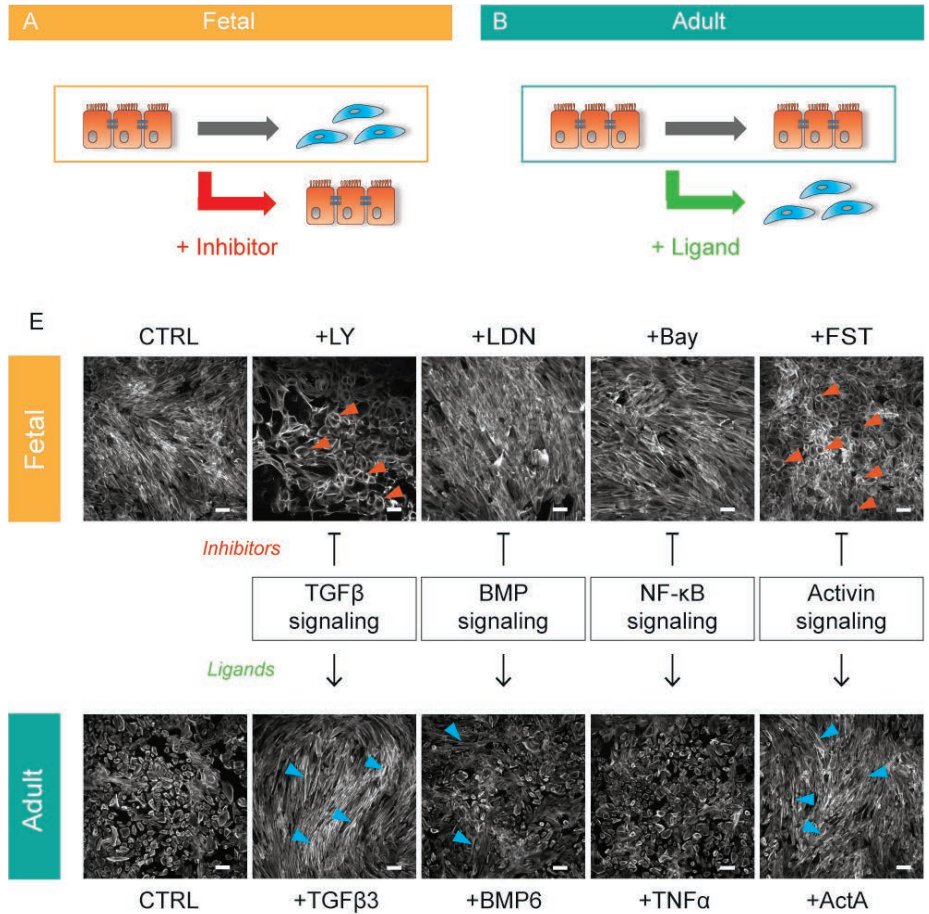 A Fetal
B Adult
+ Inhibitor
+ Ligand
E
CTRL +LY +LDN +Bay +FST
Fetal
Inhibitors
TGFβ signaling
BMP signaling
NF-κB signaling
Activin signaling
Ligands
Adult
CTRL +TGFβ3 +BMP6 +TNFα +ActA